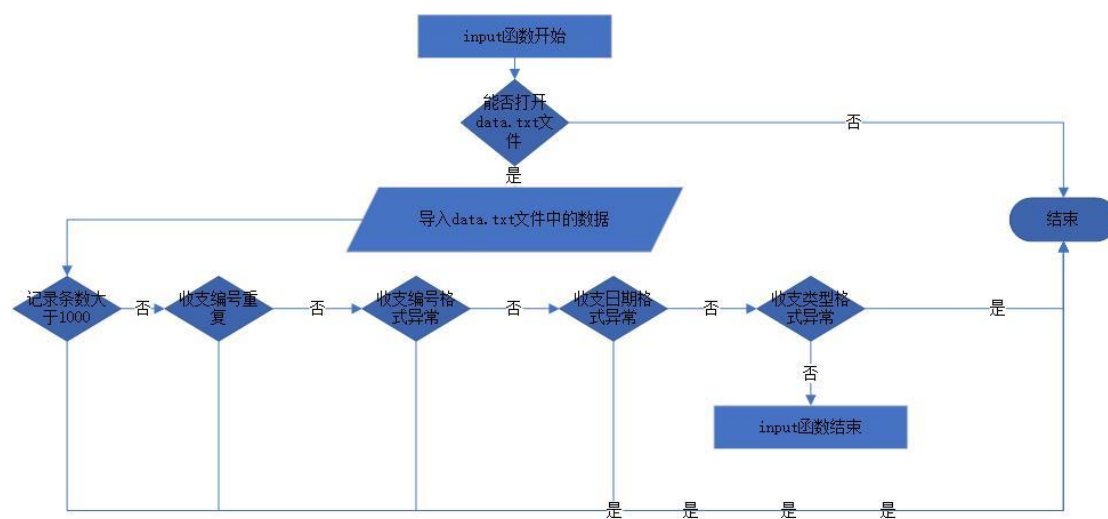 input函数开始
能否打开
data.txt文
件
否
是
导入data.txt文件中的数据
结束
记录条数大
于1000
否
收支编号重
复
否
收支编号格
式异常
否
收支日期格
式异常
否
收支类型格
式异常
是
否
input函数结束
是
是
是
是